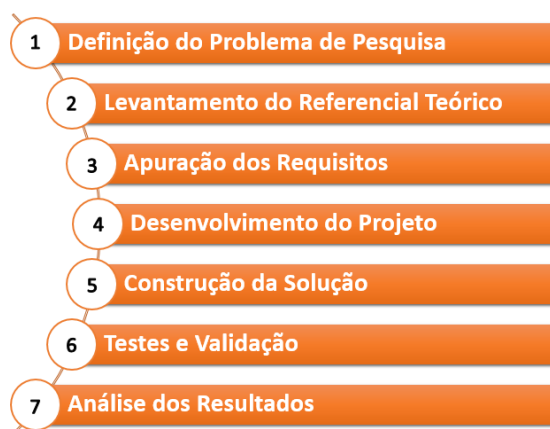 1 Definição do Problema de Pesquisa
2 Levantamento do Referencial Teórico
3 Apuração dos Requisitos
4 Desenvolvimento do Projeto
5 Construção da Solução
6 Testes e Validação
7 Análise dos Resultados